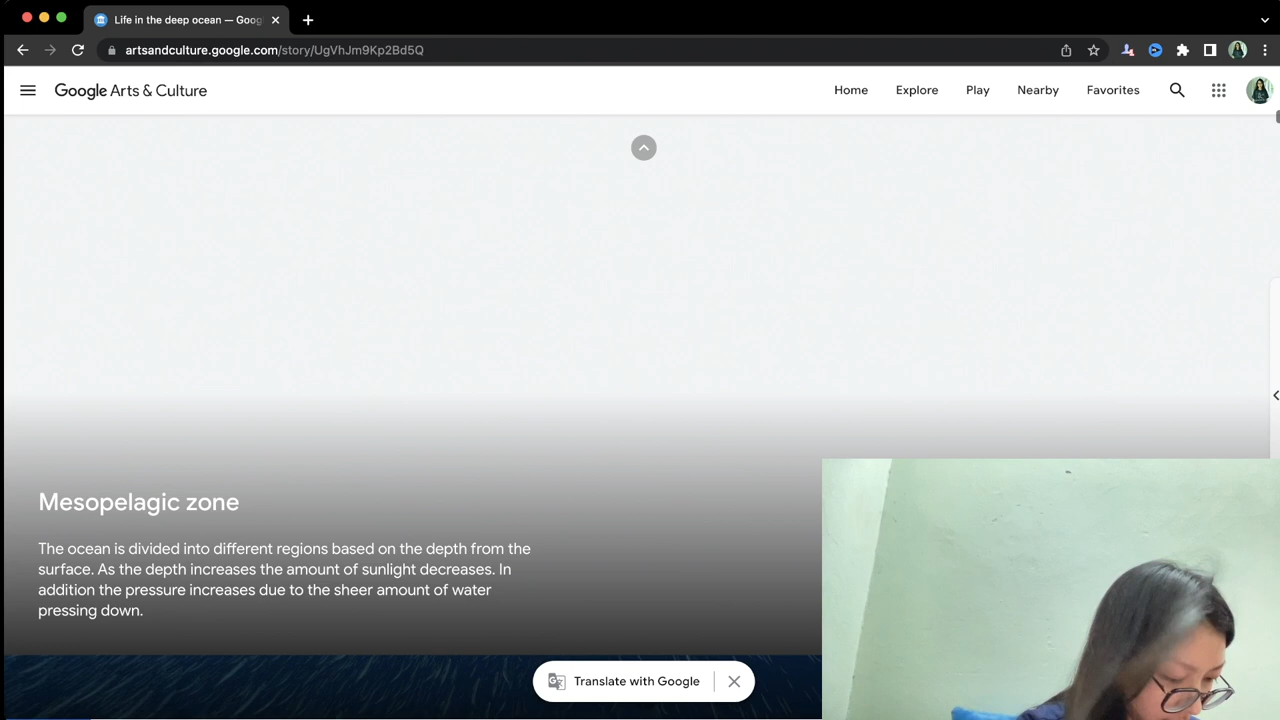 Life in the deep ocean — Goog
artsandculture.google.com/story/UgVhJm9Kp2Bd5Q
Google Arts & Culture
Home
Explore
Play
Nearby
Favorites
Mesopelagic zone
The ocean is divided into different regions based on the depth from the
surface. As the depth increases the amount of sunlight decreases. In
addition the pressure increases due to the sheer amount of water
pressing down.
Translate with Google